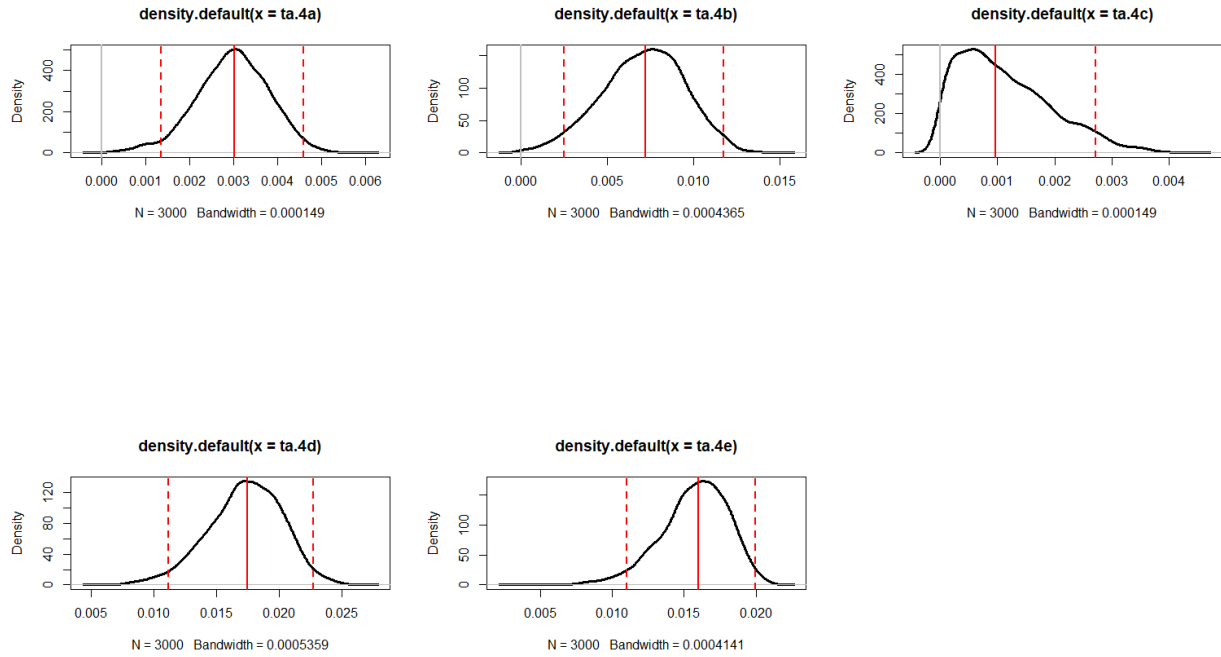 density.default(x = ta.4a)
Density
0 200 400
0.000 0.001 0.002 0.003 0.004 0.005 0.006
N = 3000 Bandwidth = 0.000149
density.default(x = ta.4b)
Density
0 50 100
0.000 0.005 0.010 0.015
N = 3000 Bandwidth = 0.0004365
density.default(x = ta.4c)
Density
0 200 400
0.000 0.001 0.002 0.003 0.004
N = 3000 Bandwidth = 0.000149
density.default(x = ta.4d)
Density
0 40 80 120
0.005 0.010 0.015 0.020 0.025
N = 3000 Bandwidth = 0.0005359
density.default(x = ta.4e)
Density
0 50 100
0.005 0.010 0.015 0.020
N = 3000 Bandwidth = 0.0004141